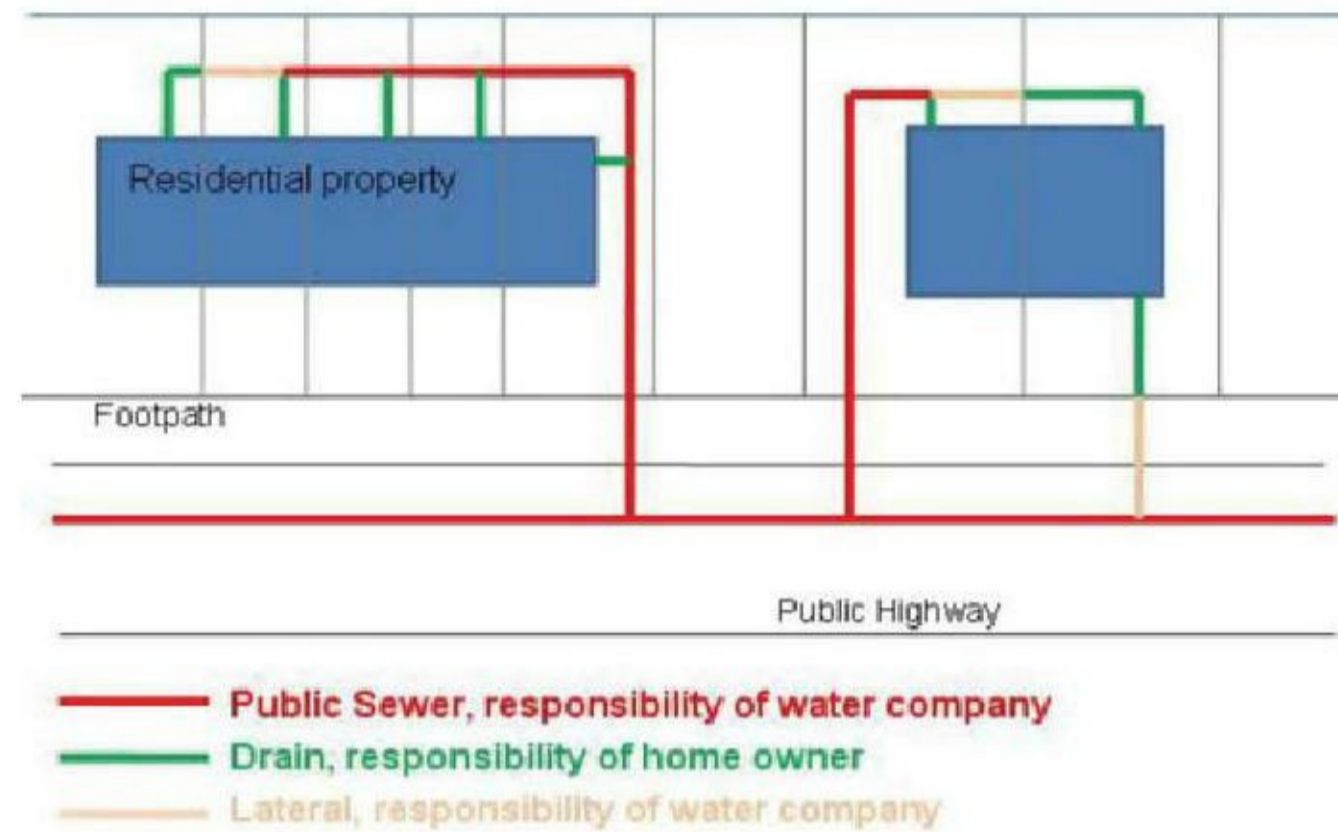 Residential property
Footpath
Public Highway
Public Sewer, responsibility of water company
Drain, responsibility of home owner
Lateral, responsibility of water company